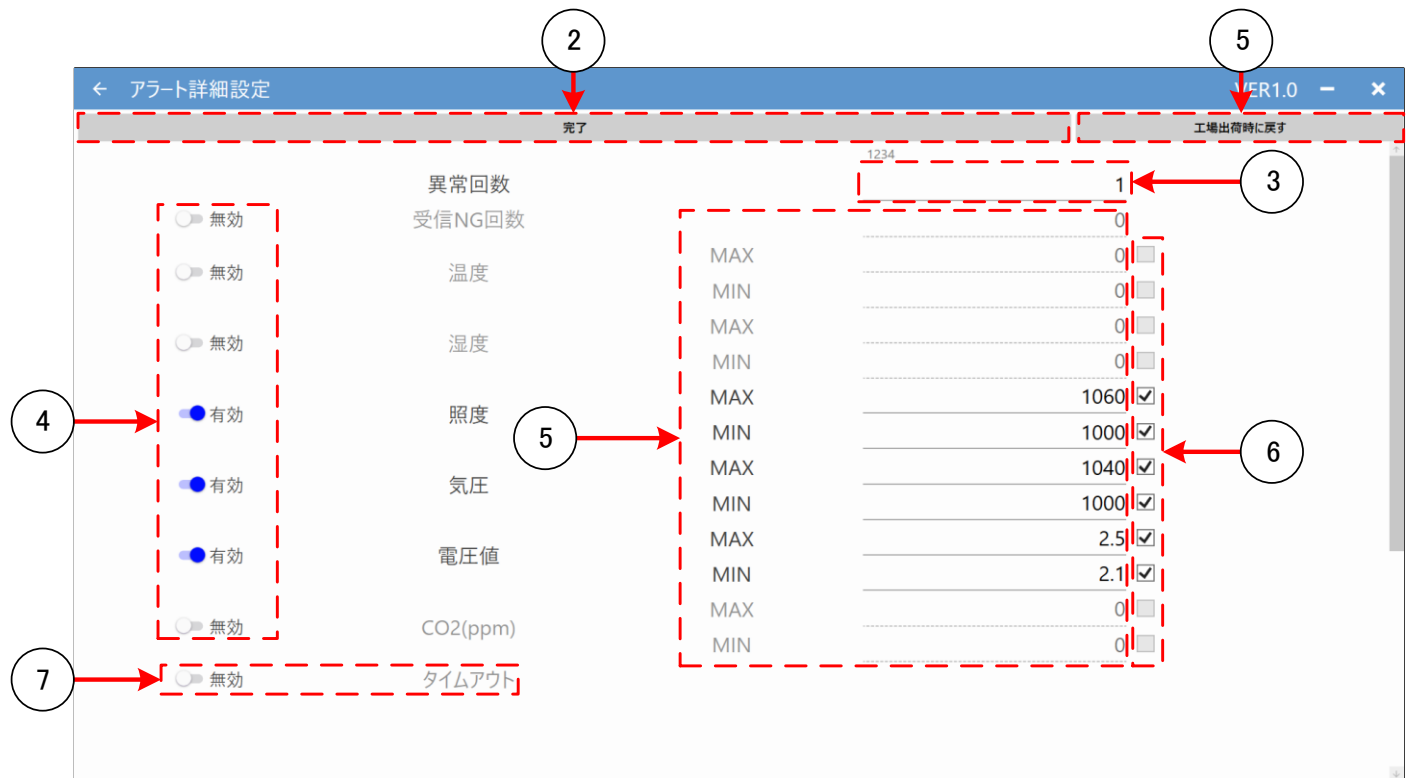 2
5
← アラート詳細設定 VER1.0
完了 工場出荷時に戻す
1234
異常回数 1
3
無効 受信NG回数 0
MAX 0
無効 温度
MIN 0
MAX 0
無効 湿度
MIN 0
MAX 1060
4 有効 照度
MIN 1000
5
6
MAX 1040
有効 気圧
MIN 1000
MAX 2.5
有効 電圧値
MIN 2.1
MAX 0
無効 CO2(ppm)
MIN 0
7 無効 タイムアウト